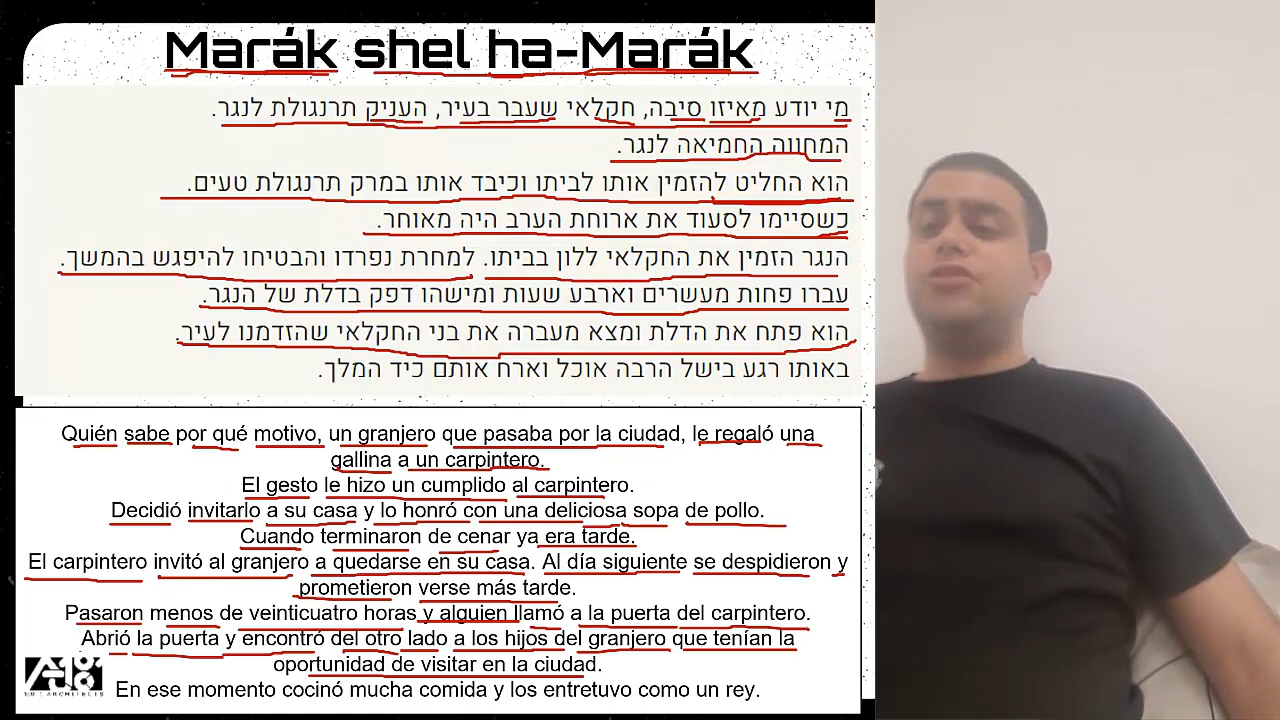 Marák shel ha-Marák
מי יודע מאיזו סיבה, חקלאי שעבר בעיר, העניק תרנגולת לנגר.
המחווה החמיאה לנגר.
הוא החליט להזמין אותו לביתו וכיבד אותו במרק תרנגולת טעים.
כשסיימו לסעוד את ארוחת הערב היה מאוחר.
הנגר הזמין את החקלאי ללון בביתו. למחרת נפרדו והבטיחו להיפגש בהמשך.
עברו פחות מעשרים וארבע שעות ומישהו דפק בדלת של הנגר.
הוא פתח את הדלת ומצא מעברה את בני החקלאי שהזדמנו לעיר.
באותו רגע בישל הרבה אוכל וארח אותם כיד המלך.
Quién sabe por qué motivo, un granjero que pasaba por la ciudad, le regaló una
gallina a un carpintero.
El gesto le hizo un cumplido al carpintero.
Decidió invitarlo a su casa y lo honró con una deliciosa sopa de pollo.
Cuando terminaron de cenar ya era tarde.
El carpintero invitó al granjero a quedarse en su casa. Al día siguiente se despidieron y
prometieron verse más tarde.
Pasaron menos de veinticuatro horas y alguien llamó a la puerta del carpintero.
Abrió la puerta y encontró del otro lado a los hijos del granjero que tenían la
oportunidad de visitar en la ciudad.
En ese momento cocinó mucha comida y los entretuvo como un rey.